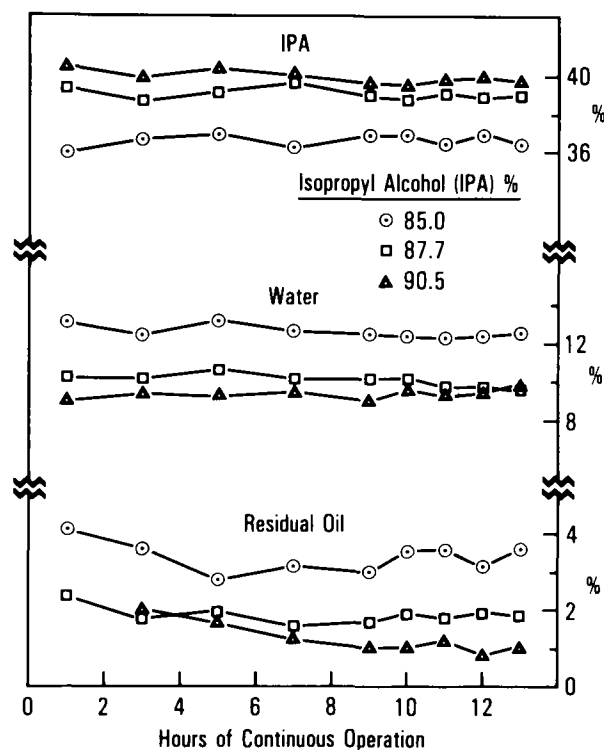 IPA
40
%
36
Isopropyl Alcohol (IPA) %
85.0
87.7
90.5
Water
12
%
8
Residual Oil
4
%
2
0
0 2 4 6 8 10 12
Hours of Continuous Operation